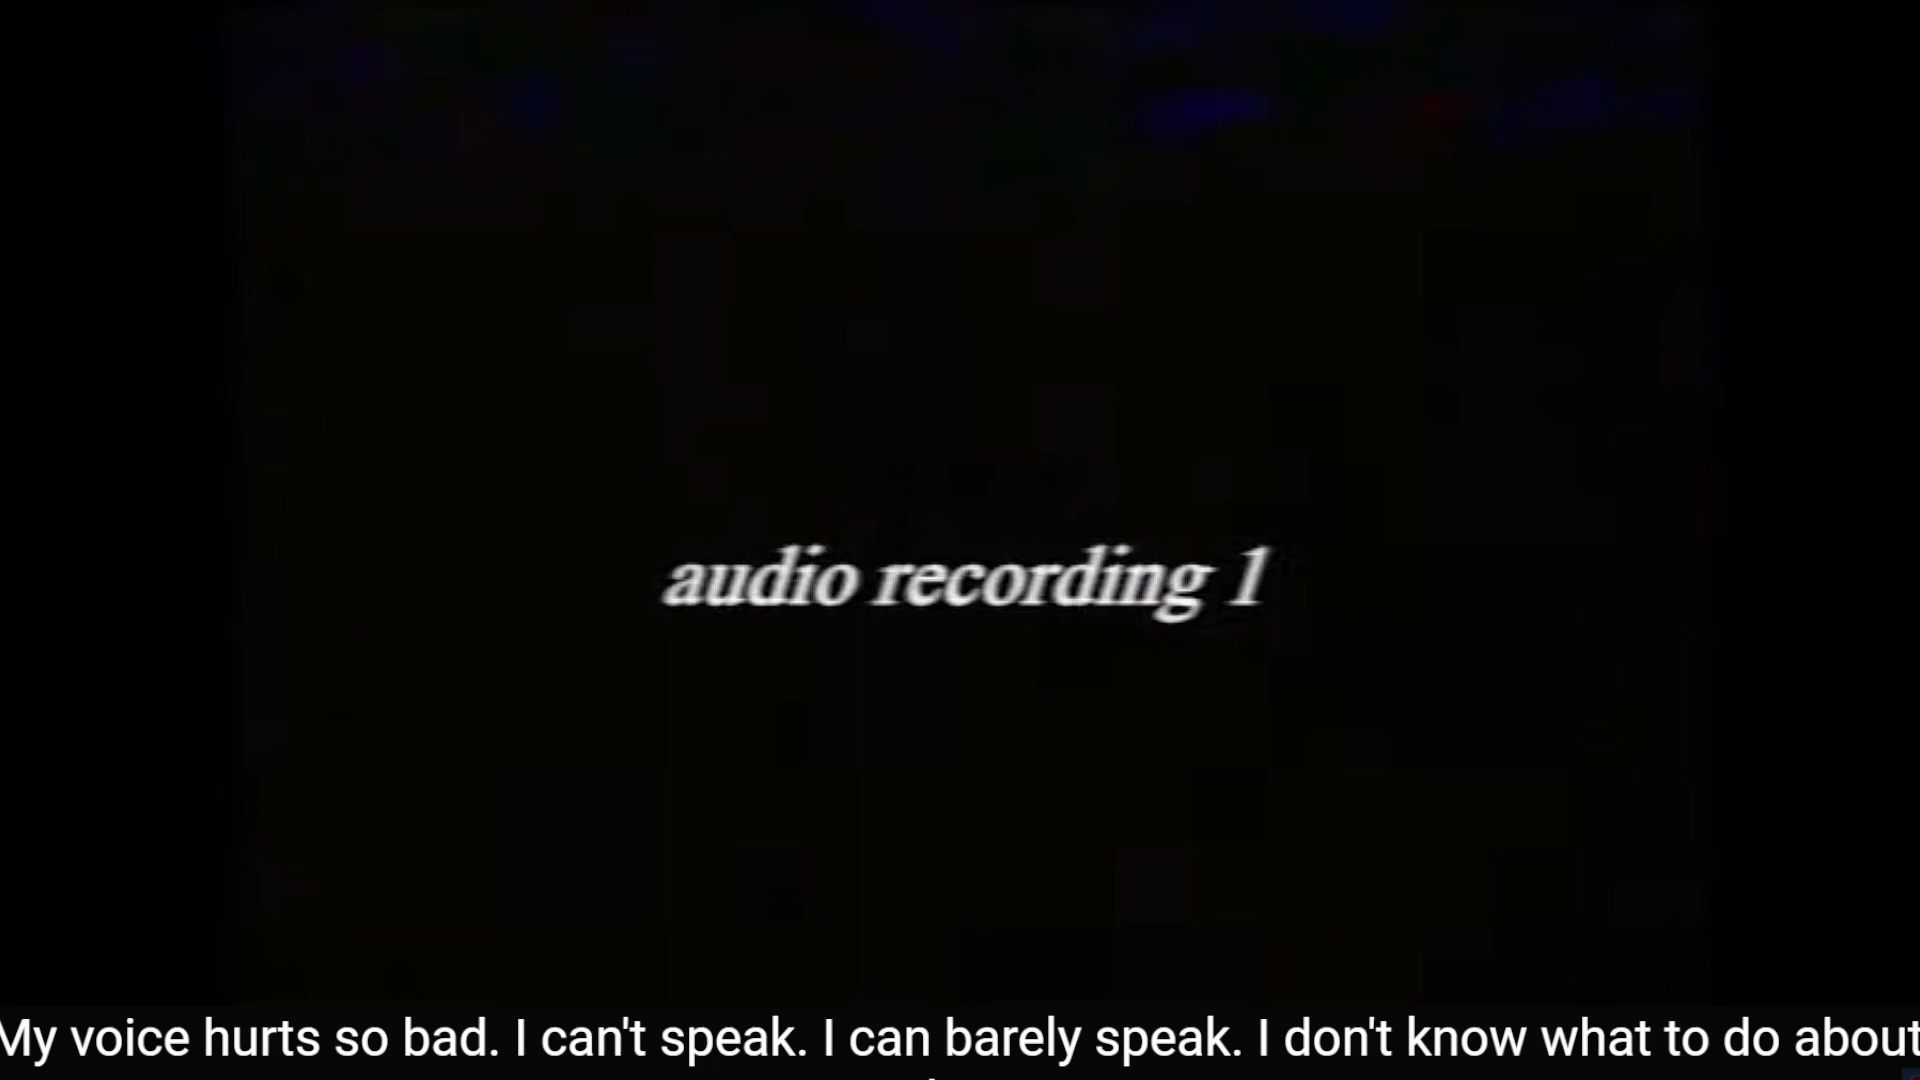 audio recording 1
My voice hurts so bad. I can't speak. I can barely speak. I don't know what to do about